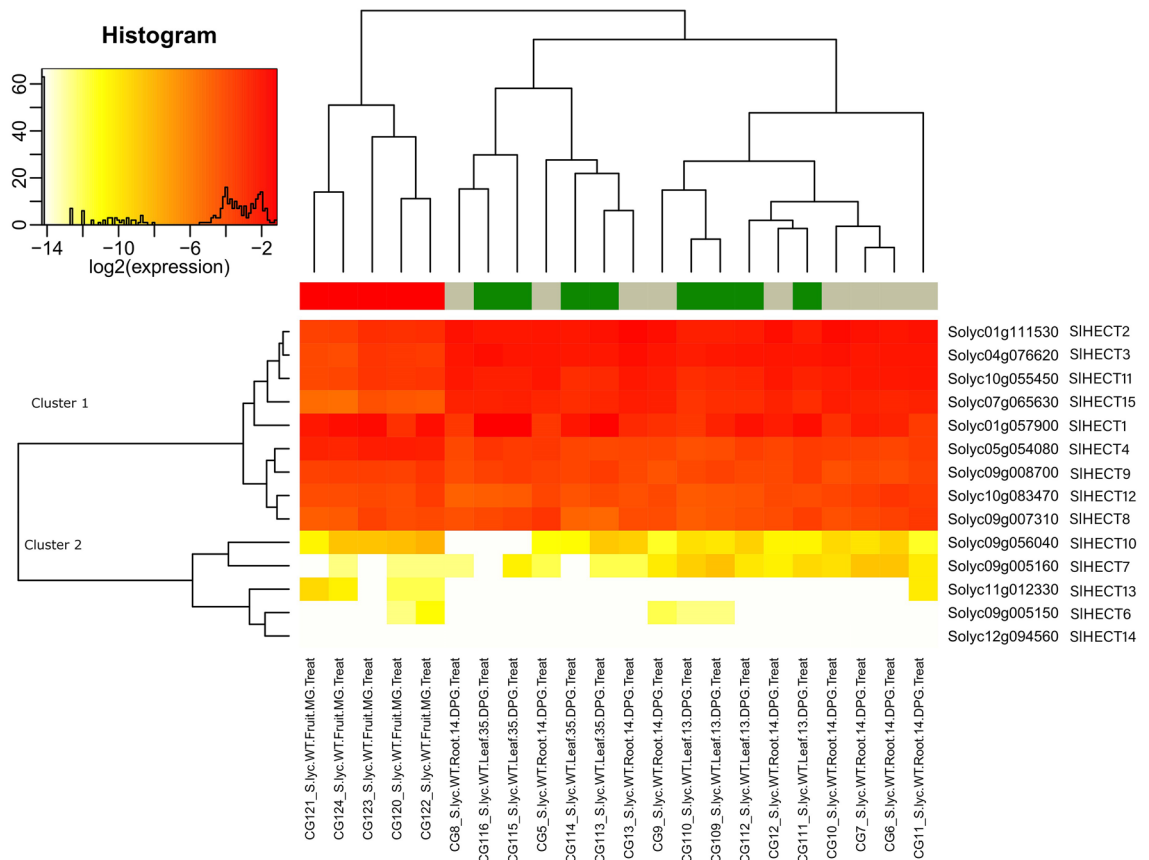 Histogram
60
40
20
0
−14
−10
−6
−2
log2(expression)
Cluster 1
Cluster 2
Solyc01g111530 SlHECT2
Solyc04g076620 SlHECT3
Solyc10g055450 SlHECT11
Solyc07g065630 SlHECT15
Solyc01g057900 SlHECT1
Solyc05g054080 SlHECT4
Solyc09g008700 SlHECT9
Solyc10g083470 SlHECT12
Solyc09g007310 SlHECT8
Solyc09g056040 SlHECT10
Solyc09g005160 SlHECT7
Solyc11g012330 SlHECT13
Solyc09g005150 SlHECT6
Solyc12g094560 SlHECT14
CG121_S.lyc.WT.Fruit.MG.Treat
CG124_S.lyc.WT.Fruit.MG.Treat
CG123_S.lyc.WT.Fruit.MG.Treat
CG120_S.lyc.WT.Fruit.MG.Treat
CG122_S.lyc.WT.Fruit.MG.Treat
CG8_S.lyc.WT.Root.14.DPG.Treat
CG116_S.lyc.WT.Leaf.35.DPG.Treat
CG115_S.lyc.WT.Leaf.35.DPG.Treat
CG5_S.lyc.WT.Root.14.DPG.Treat
CG114_S.lyc.WT.Leaf.35.DPG.Treat
CG113_S.lyc.WT.Leaf.35.DPG.Treat
CG13_S.lyc.WT.Root.14.DPG.Treat
CG9_S.lyc.WT.Root.14.DPG.Treat
CG110_S.lyc.WT.Leaf.13.DPG.Treat
CG109_S.lyc.WT.Leaf.13.DPG.Treat
CG112_S.lyc.WT.Leaf.13.DPG.Treat
CG12_S.lyc.WT.Root.14.DPG.Treat
CG111_S.lyc.WT.Leaf.13.DPG.Treat
CG10_S.lyc.WT.Root.14.DPG.Treat
CG7_S.lyc.WT.Root.14.DPG.Treat
CG6_S.lyc.WT.Root.14.DPG.Treat
CG11_S.lyc.WT.Root.14.DPG.Treat